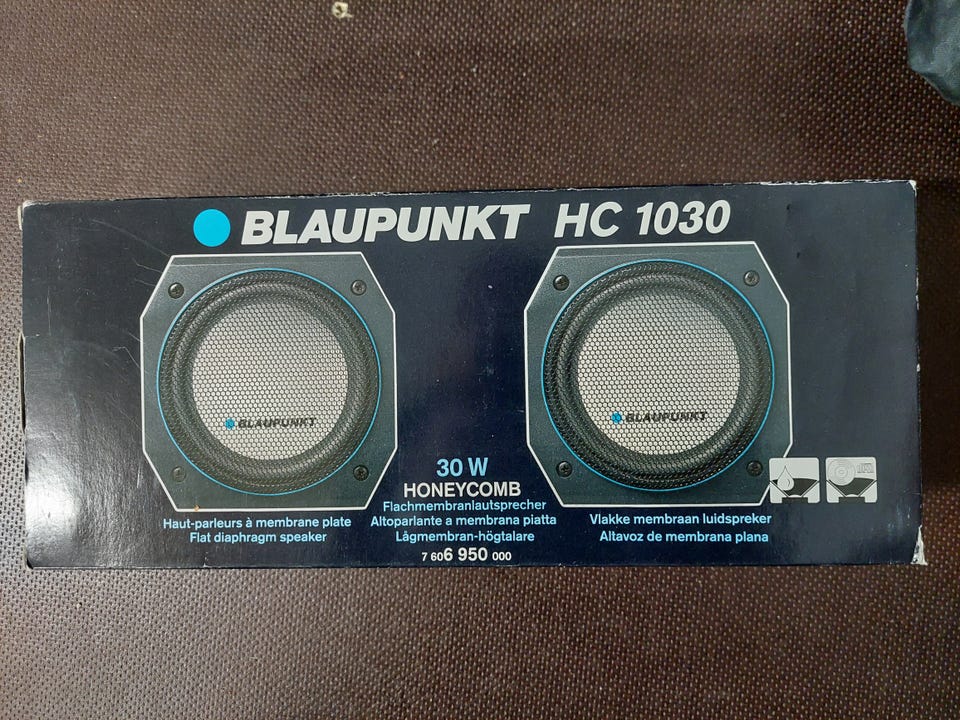 BLAUPUNKT HC 1030
BLAUPUNKT
BLAUPUNKT
30 W
HONEYCOMB
Flachmembranlautsprecher
Haut-parleurs à membrane plate
Altoparlante a membrana piatta
Vlakke membraan luidspreker
Flat diaphragm speaker
Lågmembran-högtalare
Altavoz de membrana plana
7 606 950 000